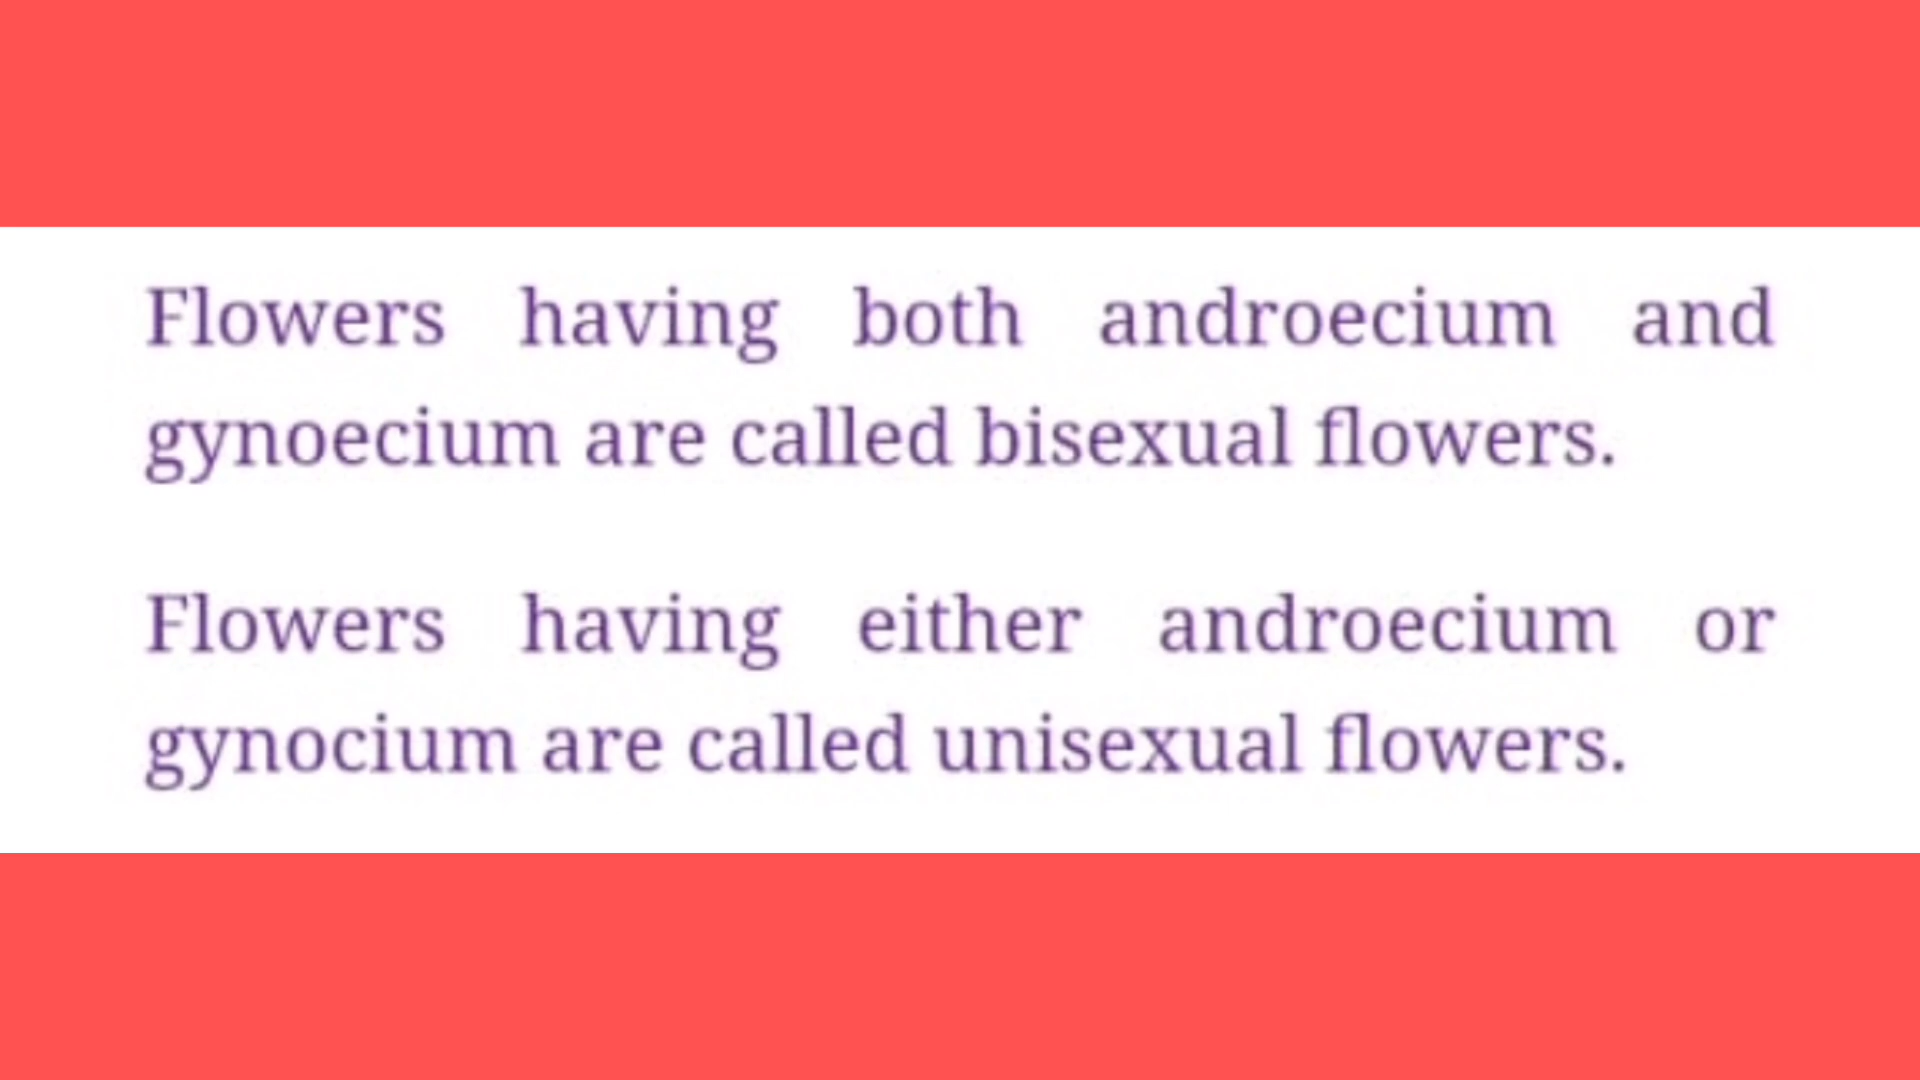 Flowers having both androecium and
gynoecium are called bisexual flowers.
Flowers having either androecium or
gynocium are called unisexual flowers.